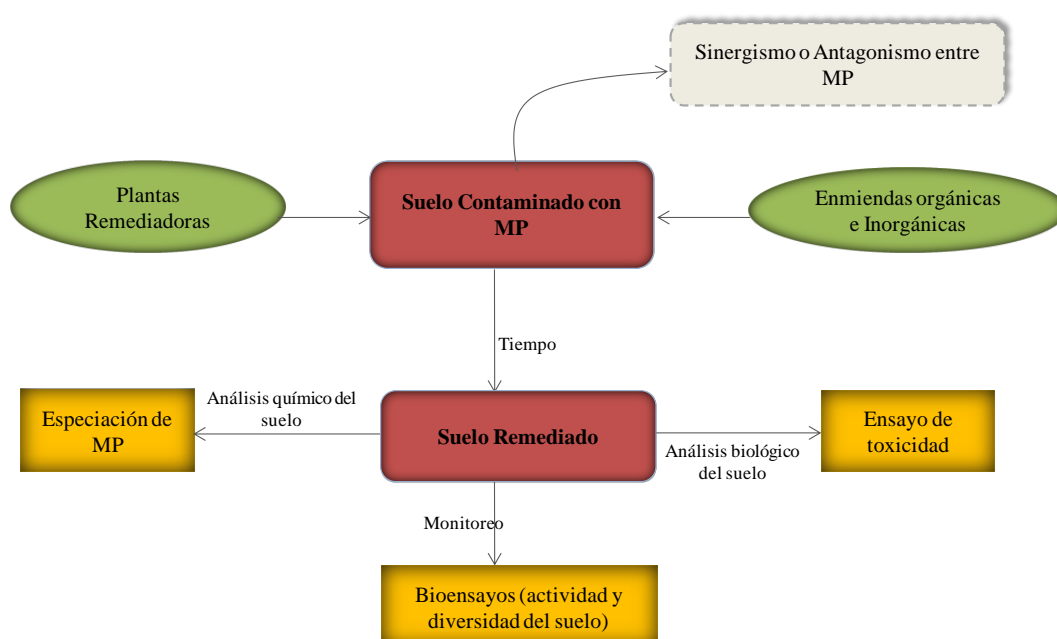 Sinergismo o Antagonismo entre
MP
Plantas
Remediadoras
Suelo Contaminado con
MP
Enmiendas orgánicas
e Inorgánicas
Tiempo
Especiación de
MP
Análisis químico del
suelo
Suelo Remediado
Análisis biológico
del suelo
Ensayo de
toxicidad
Monitoreo
Bioensayos (actividad y
diversidad del suelo)